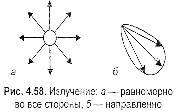 а
б
Рис. 4.58. Излучение: а — равномерно
во все стороны, б — направленно